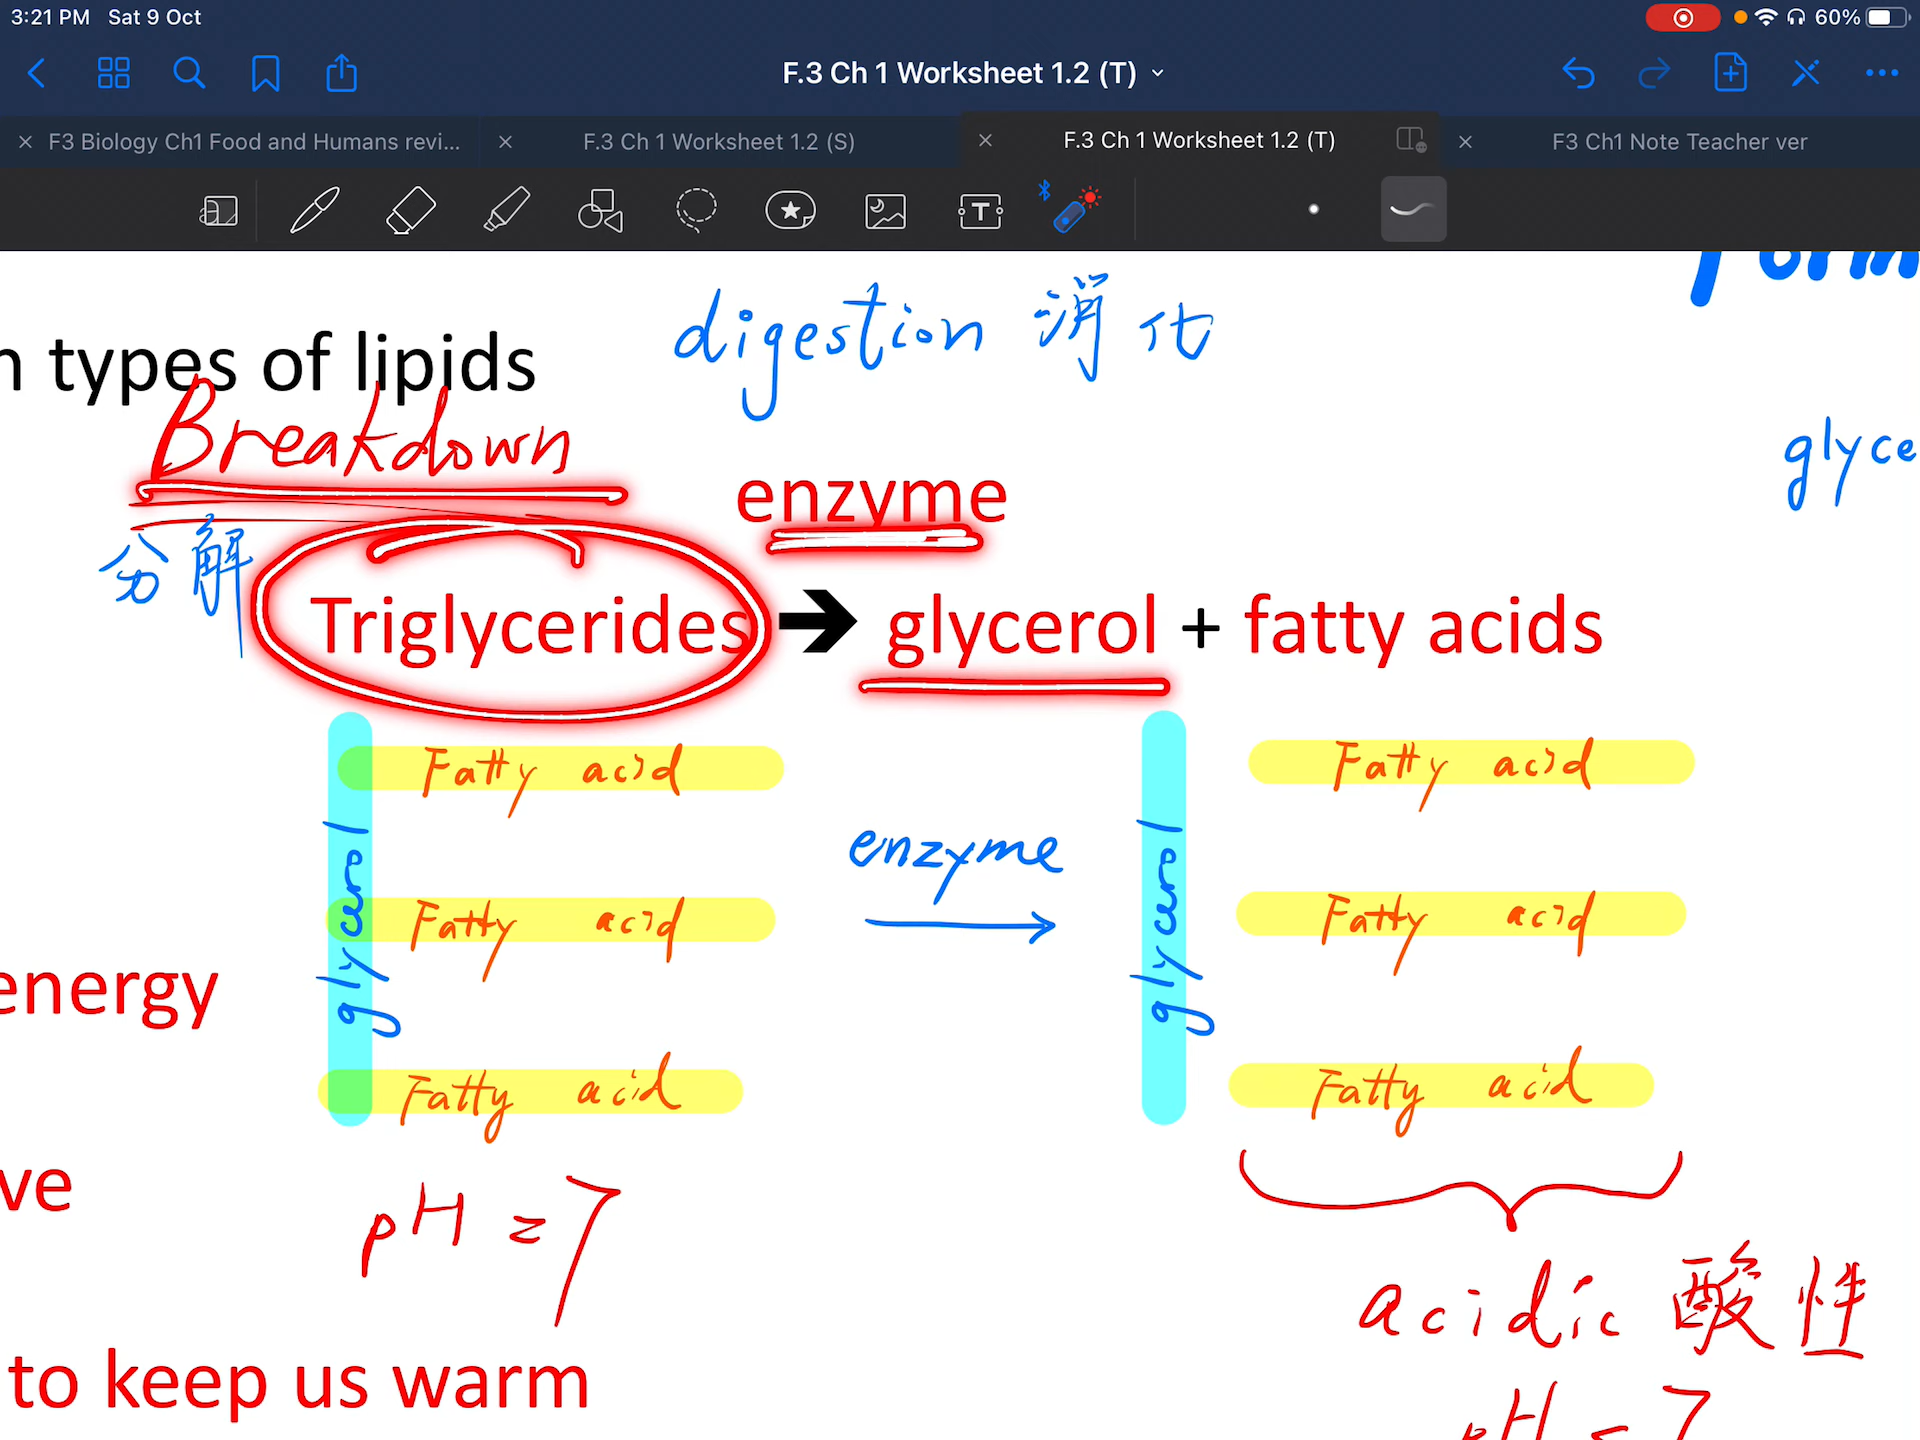 3:21 PM Sat 9 Oct
60%
F.3 Ch 1 Worksheet 1.2 (T)
F3 Biology Ch1 Food and Humans revi...
F.3 Ch 1 Worksheet 1.2 (S)
F.3 Ch 1 Worksheet 1.2 (T)
F3 Ch1 Note Teacher ver
T
Form
digestion 消化
n types of lipids
Breakdown
glyce
enzyme
分解
Triglycerides → glycerol + fatty acids
Fatty acid
Fatty acid
Fatty acid
glycerol
enzyme
Fatty acid
Fatty acid
Fatty acid
glycerol
energy
ve
pH = 7
acidic 酸性
to keep us warm